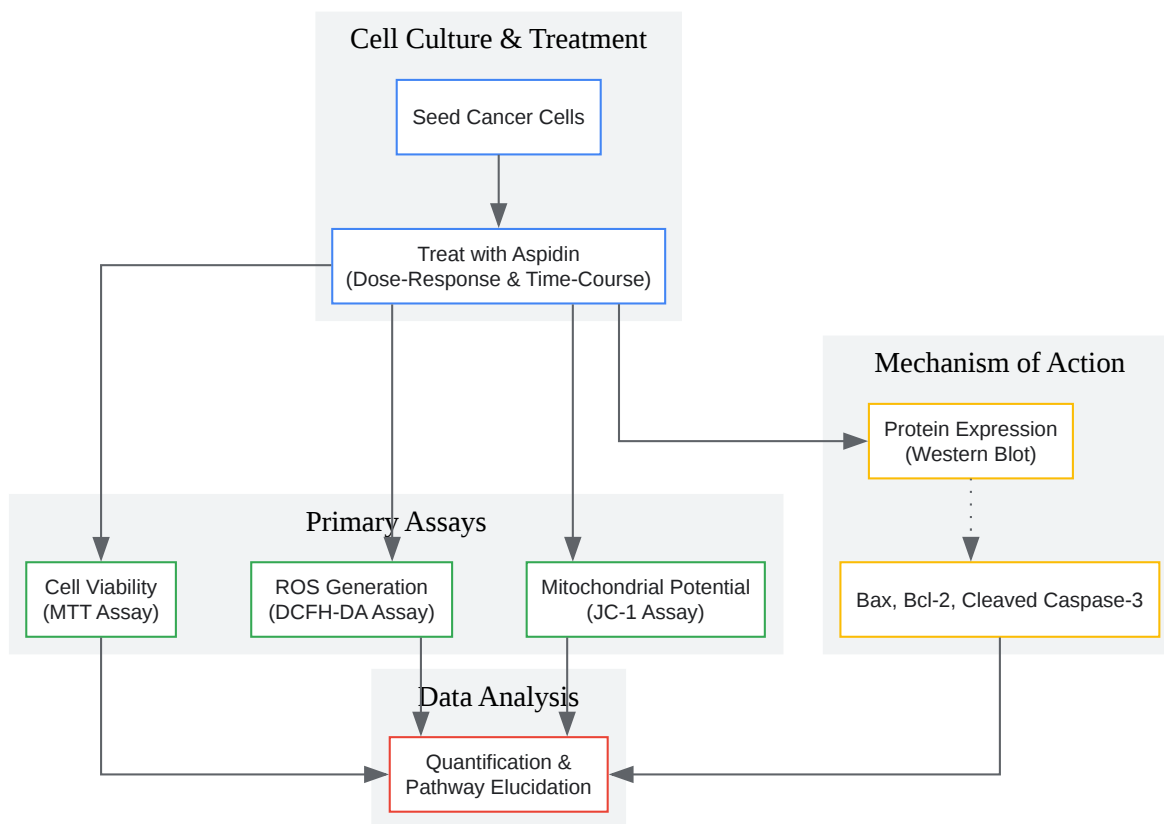 Cell Culture & Treatment
Seed Cancer Cells
Treat with Aspidin
(Dose-Response & Time-Course)
Mechanism of Action
Protein Expression
(Western Blot)
Primary Assays
Cell Viability
(MTT Assay)
ROS Generation
(DCFH-DA Assay)
Mitochondrial Potential
(JC-1 Assay)
Bax, Bcl-2, Cleaved Caspase-3
Data Analysis
Quantification &
Pathway Elucidation